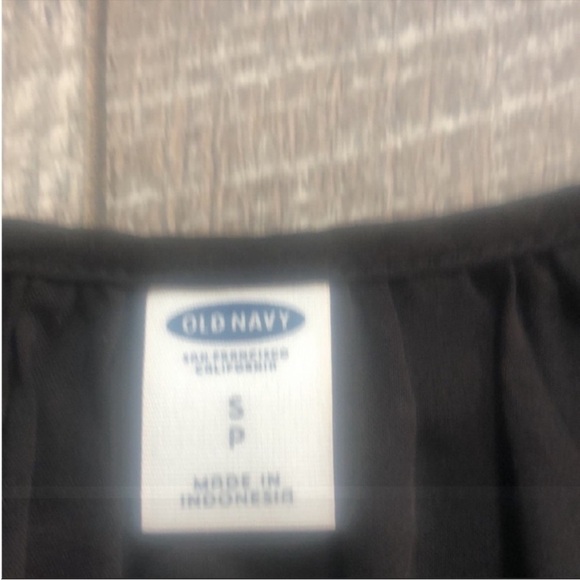 OLD NAVY
SAN FRANCISCO
CALIFORNIA
S
P
MADE IN
INDONESIA